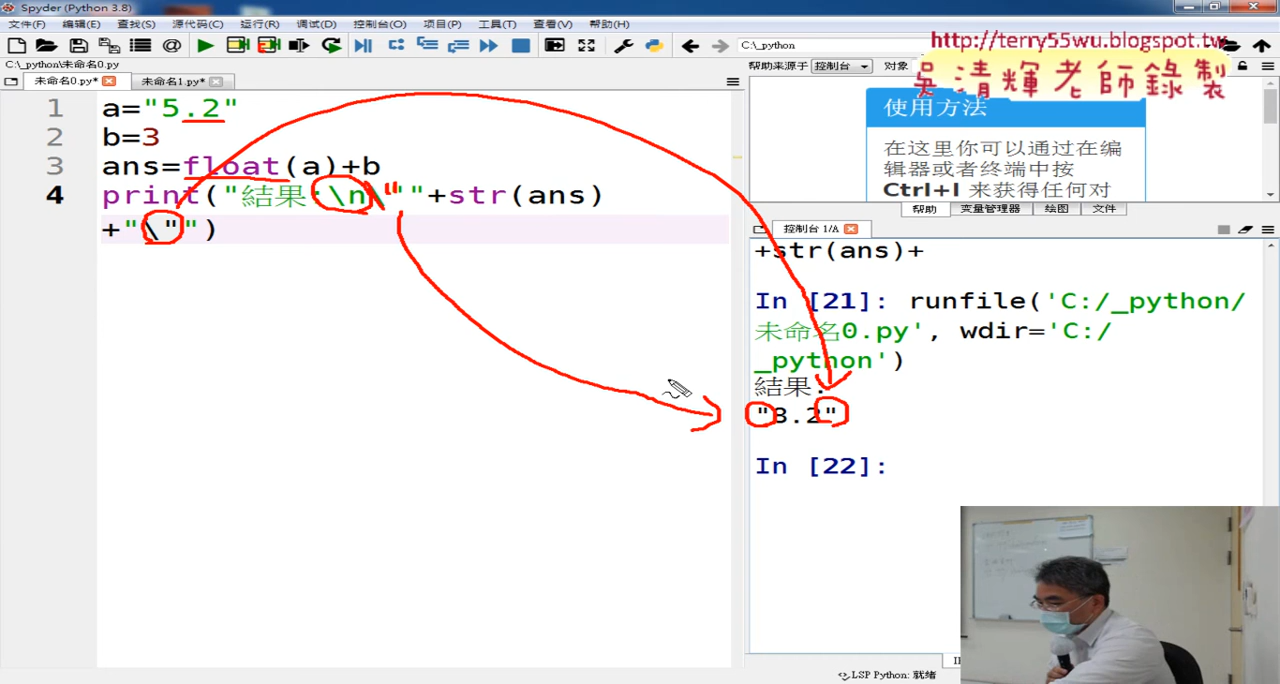 Spyder (Python 3.8)
文件(F) 编辑(E) 查找(S) 源代码(C) 运行(R) 调试(D) 控制台(O) 项目(P) 工具(T) 查看(V) 帮助(H)
C:\_python
http://terry55wu.blogspot.tw
吳清輝老師錄製
C:\_python\未命名0.py
未命名0.py* 未命名1.py*
帮助来源于 控制台 对象
1 a="5.2"
2 b=3
3 ans=float(a)+b
4 print("結果:\n\""+str(ans)
+"\"")
使用方法
在这里你可以通过在编
辑器或者终端中按
Ctrl+I 来获得任何对
帮助 变量管理器 绘图 文件
控制台 1/A
+str(ans)+
In [21]: runfile('C:/_python/
未命名0.py', wdir='C:/
_python')
結果:
"8.2"
In [22]:
LSP Python: 就绪